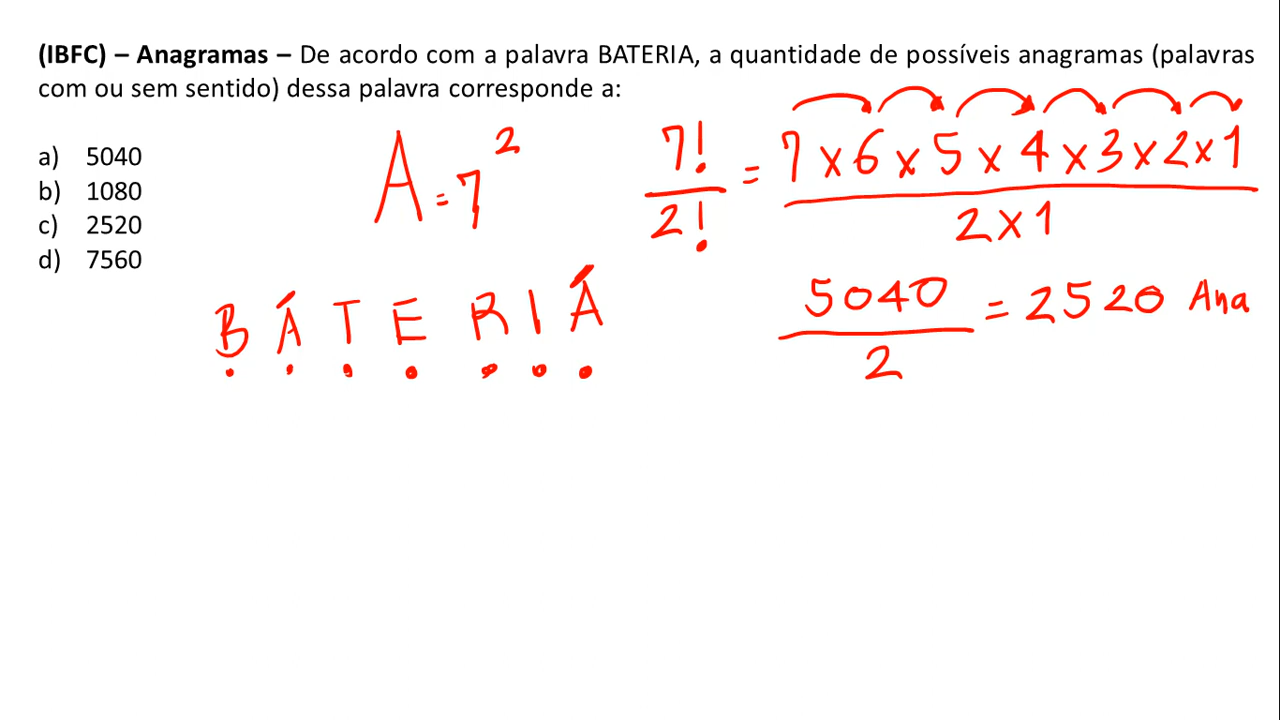 (IBFC) – Anagramas – De acordo com a palavra BATERIA, a quantidade de possíveis anagramas (palavras
com ou sem sentido) dessa palavra corresponde a:
a) 5040
b) 1080
c) 2520
d) 7560
A = 7²
7!/2! = 7 x 6 x 5 x 4 x 3 x 2 x 1 / 2 x 1
B Á T E R I Á
5040/2 = 2520 Ana